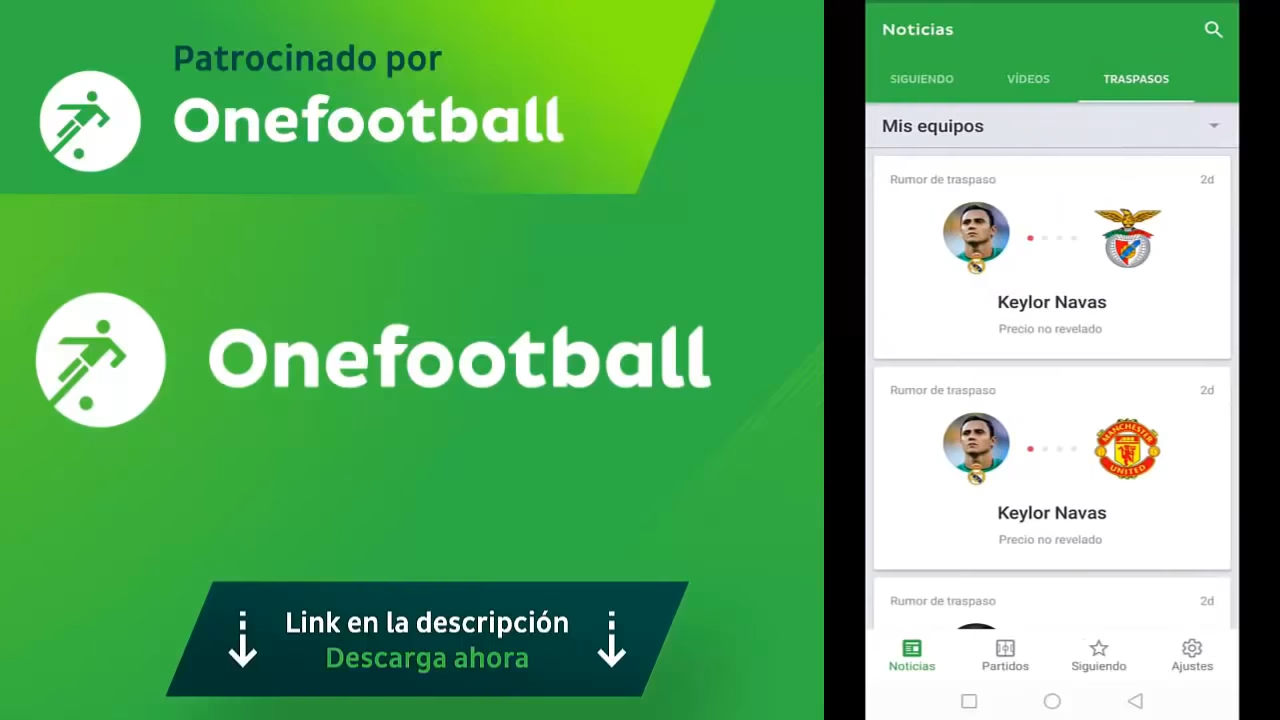 Patrocinado por
Onefootball
Onefootball
Link en la descripción
Descarga ahora
Noticias
SIGUIENDO VÍDEOS TRASPASOS
Mis equipos
Rumor de traspaso 2d
Keylor Navas
Precio no revelado
Rumor de traspaso 2d
MANCHESTER
UNITED
Keylor Navas
Precio no revelado
Rumor de traspaso 2d
Noticias Partidos Siguiendo Ajustes